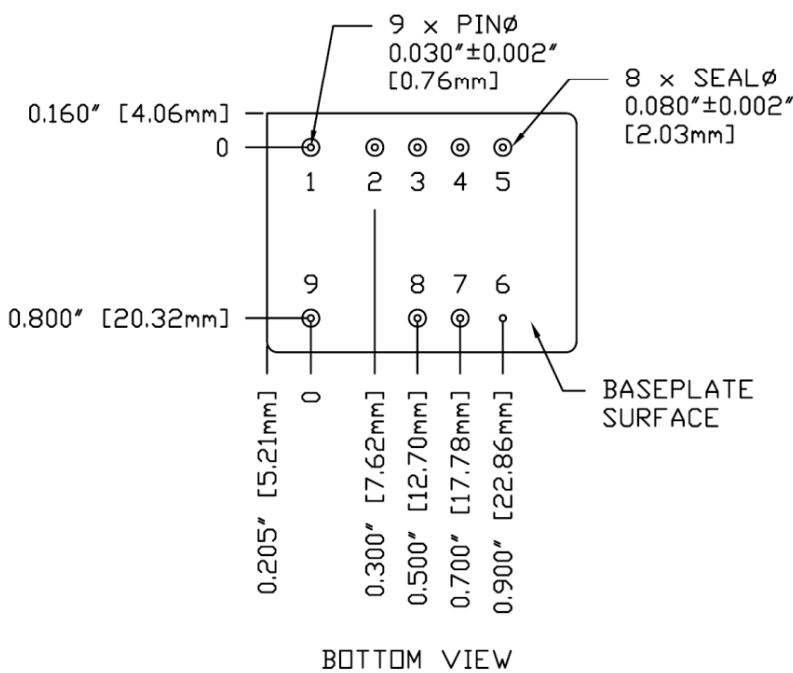 9 x PINØ
0.030"±0.002"
[0.76mm]
8 x SEALØ
0.080"±0.002"
[2.03mm]
0.160" [4.06mm]
0
1 2 3 4 5
9 8 7 6
0.800" [20.32mm]
BASEPLATE
SURFACE
0.205" [5.21mm]
0
0.300" [7.62mm]
0.500" [12.70mm]
0.700" [17.78mm]
0.900" [22.86mm]
BOTTOM VIEW